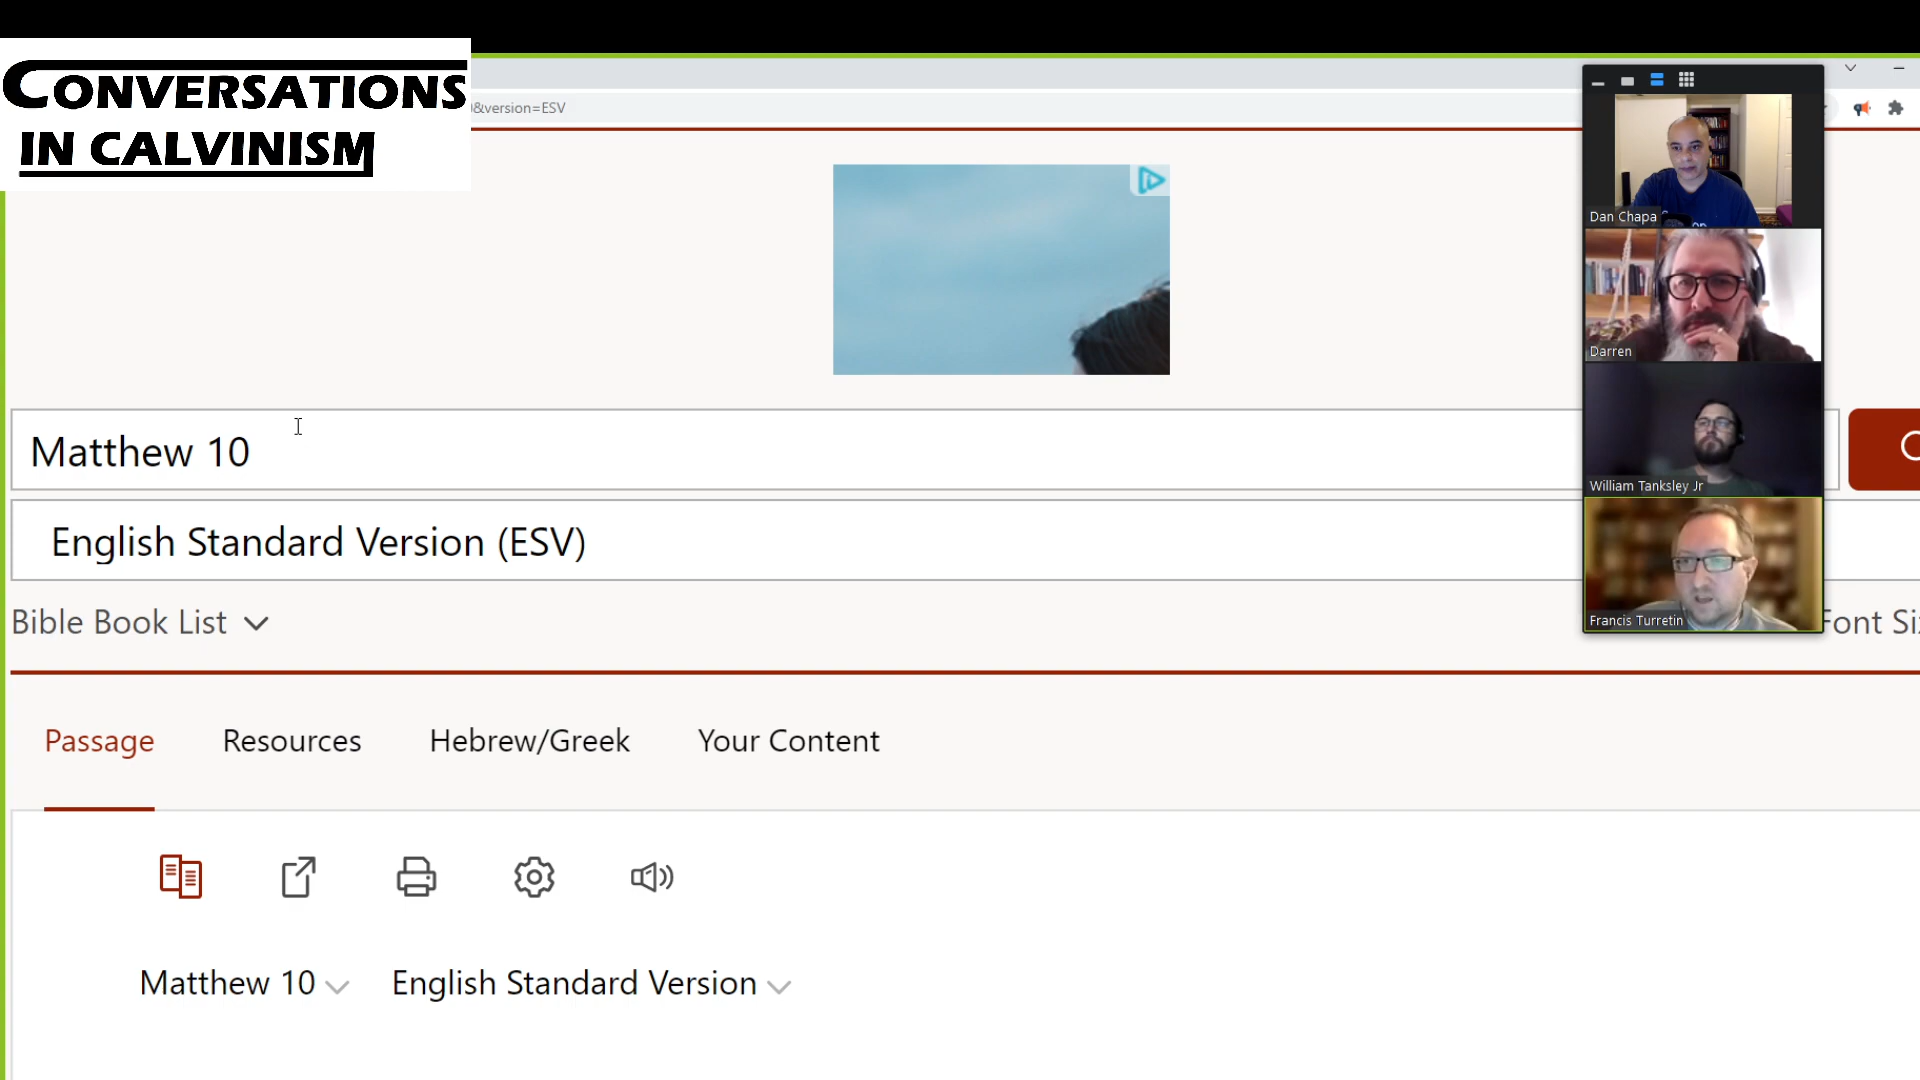 CONVERSATIONS
IN CALVINISM
&version=ESV
Dan Chapa
Darren
William Tanksley Jr
Francis Turretin
Matthew 10
English Standard Version (ESV)
Bible Book List
Font Si
Passage Resources Hebrew/Greek Your Content
Matthew 10 English Standard Version